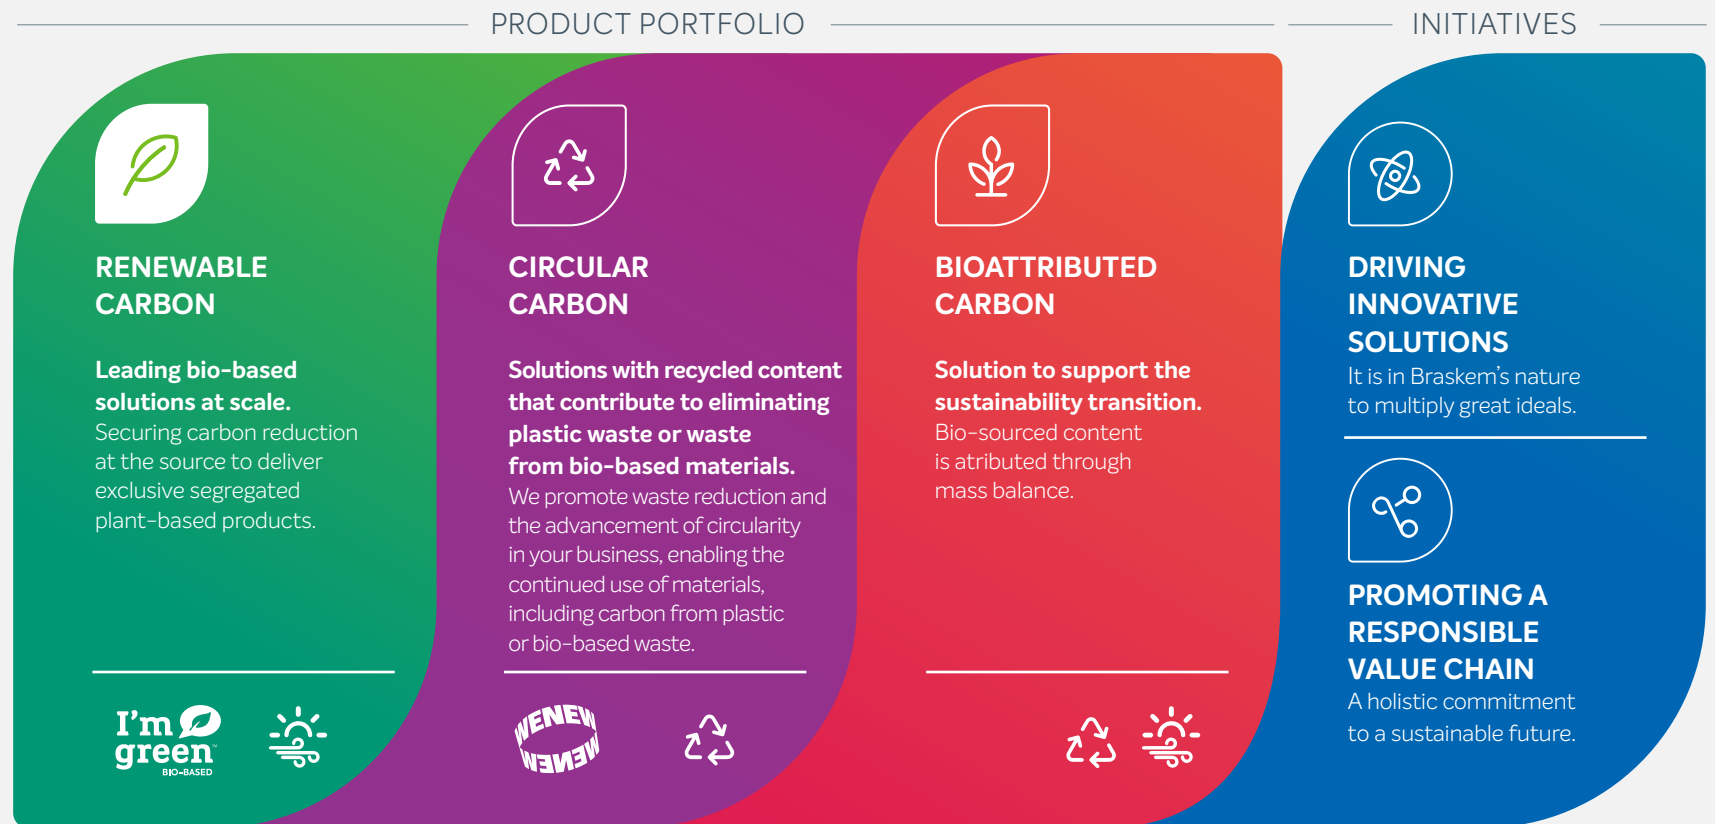 PRODUCT PORTFOLIO
INITIATIVES
RENEWABLE
CARBON
Leading bio-based
solutions at scale.
Securing carbon reduction
at the source to deliver
exclusive segregated
plant-based products.
I'm
green™
BIO-BASED
CIRCULAR
CARBON
Solutions with recycled content
that contribute to eliminating
plastic waste or waste
from bio-based materials.
We promote waste reduction and
the advancement of circularity
in your business, enabling the
continued use of materials,
including carbon from plastic
or bio-based waste.
WENEW
WENEW
BIOATTRIBUTED
CARBON
Solution to support the
sustainability transition.
Bio-sourced content
is atributed through
mass balance.
DRIVING
INNOVATIVE
SOLUTIONS
It is in Braskem's nature
to multiply great ideals.
PROMOTING A
RESPONSIBLE
VALUE CHAIN
A holistic commitment
to a sustainable future.